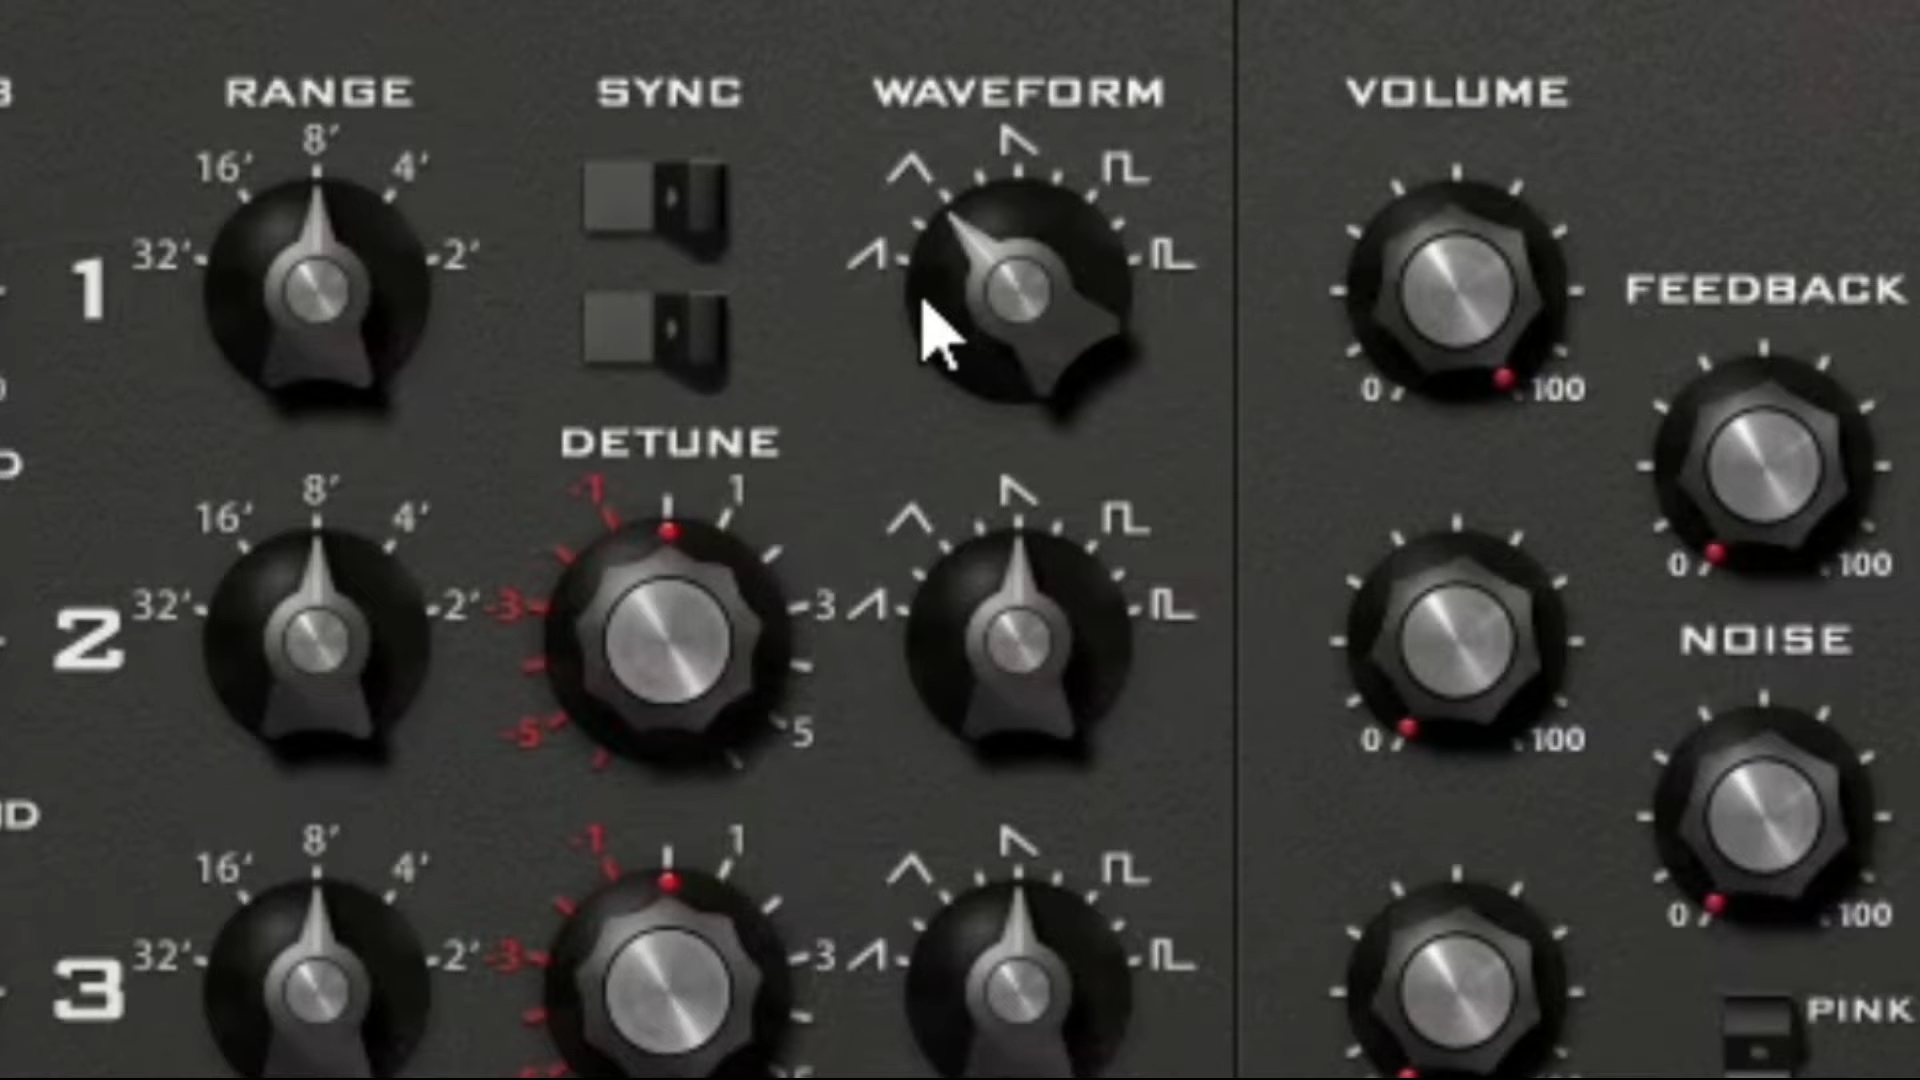 RANGE SYNC WAVEFORM VOLUME
8'
16' 4'
32' 2'
1
FEEDBACK
0 100
DETUNE
8' -1 1
16' 4'
0 100
32' 2' -3 3
2
NOISE
-5 5
0 100
8' -1 1
16' 4'
0 100
32' 2' -3 3
3
PINK